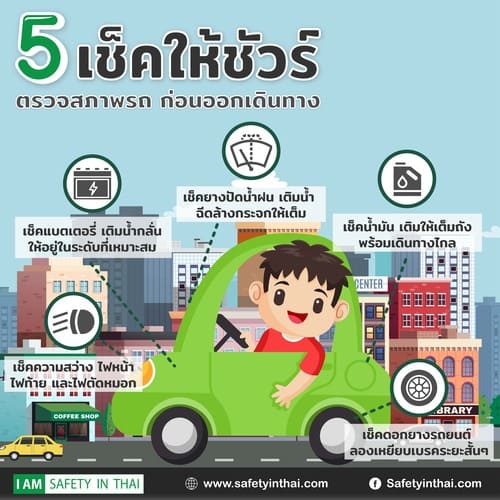 5 เช็คให้ชัวร์
ตรวจสภาพรถ ก่อนออกเดินทาง
เช็คยางปัดน้ำฝน เติมน้ำ
ฉีดล้างกระจกให้เต็ม
เช็คแบตเตอรี่ เติมน้ำกลั่น
ให้อยู่ในระดับที่เหมาะสม
เช็คน้ำมัน เติมให้เต็มถัง
พร้อมเดินทางไกล
CENTER
เช็คความสว่าง ไฟหน้า
ไฟท้าย และไฟตัดหมอก
COFFEE SHOP
LIBRARY
เช็คดอกยางรถยนต์
ลองเหยียบเบรคระยะสั้นๆ
I AM SAFETY IN THAI
www.safetyinthai.com
Safetyinthai.com